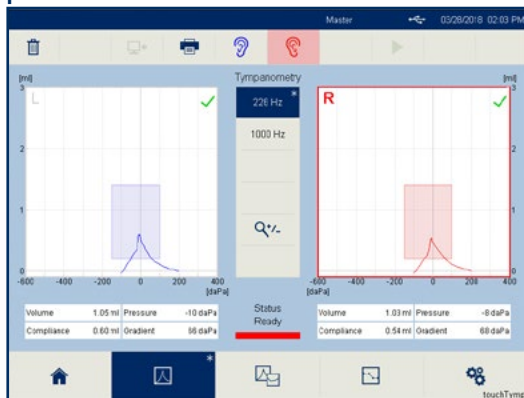 Master 03/28/2018 02:03 PM
Tympanometry
[ml] [ml]
L
226 Hz *
R
1000 Hz
3 3
2 2
1 1
0 0
+/-
-600 -400 -200 0 200 400
[daPa]
-600 -400 -200 0 200 400
[daPa]
Volume 1.05 ml Pressure -10 daPa
Compliance 0.60 ml Gradient 66 daPa
Status
Ready
Volume 1.03 ml Pressure -8 daPa
Compliance 0.54 ml Gradient 68 daPa
*
touchTymp